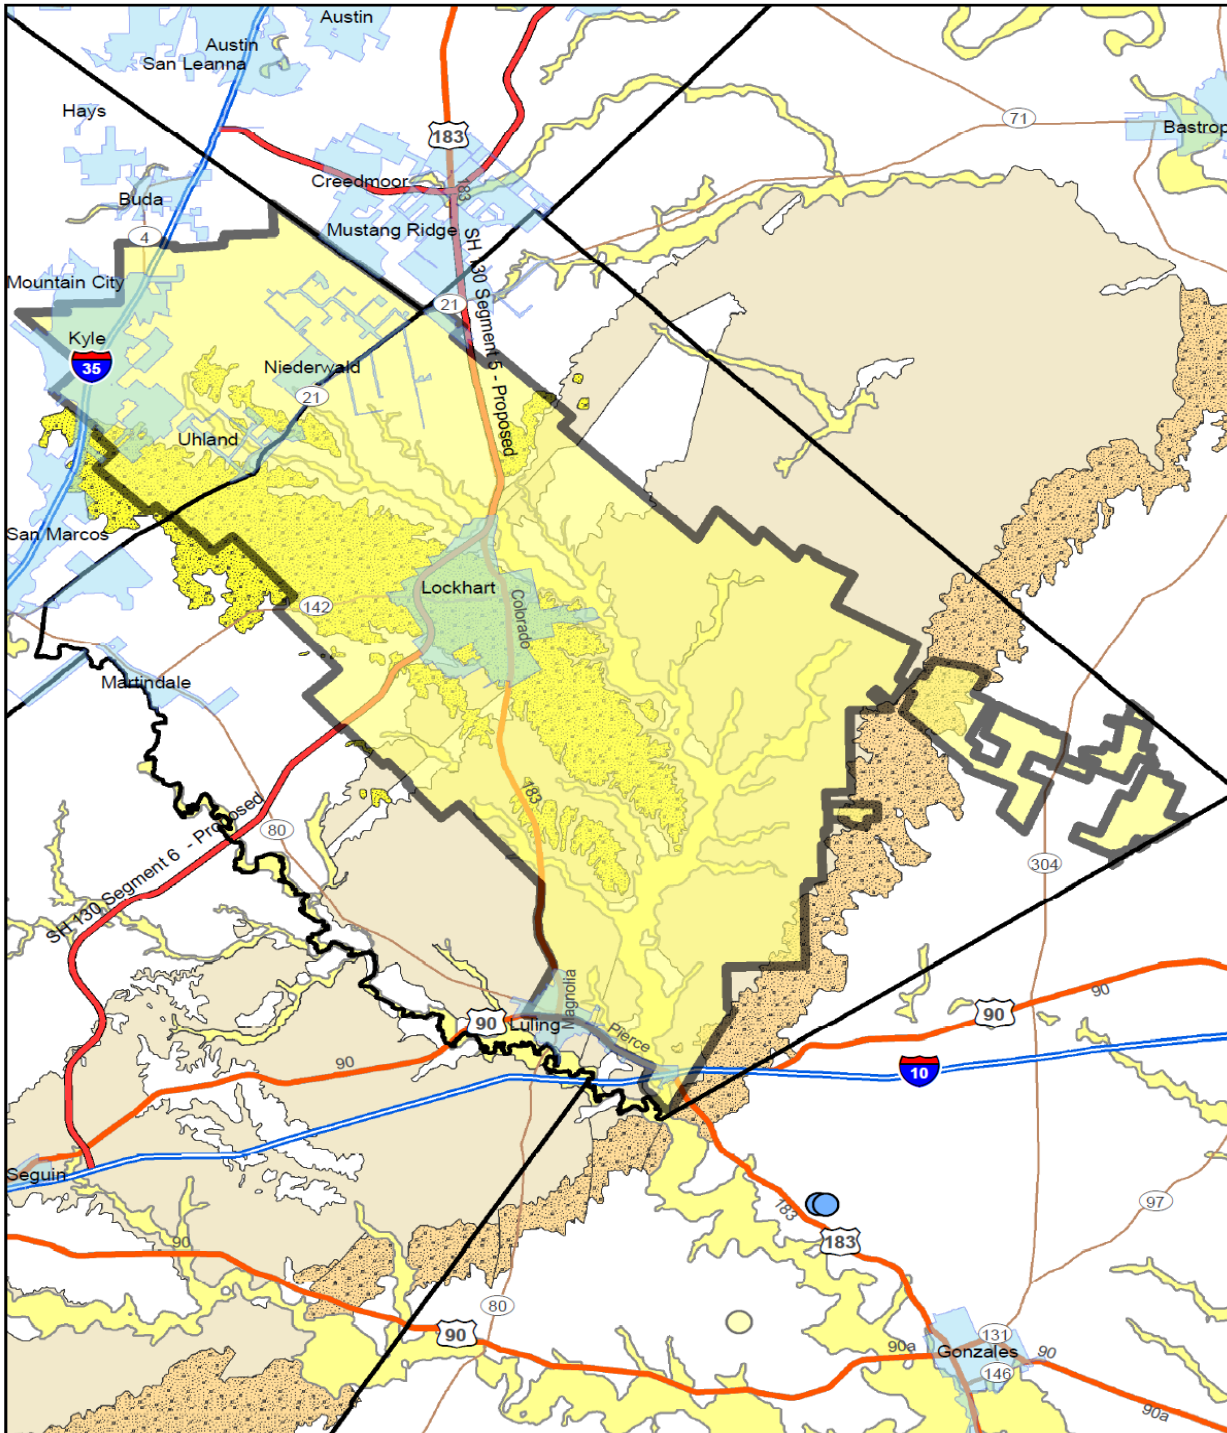 Austin
Austin
San Leanna
Hays
183
71
Bastrop
Creedmoor
183
Buda
Mustang Ridge
4
SH 130 Segment 5 - Proposed
Mountain City
21
Kyle
35
Niederwald
21
Uhland
San Marcos
Lockhart
Colorado
142
Martindale
183
SH 130 Segment 6 - Proposed
80
304
Magnolia
90
90
90
Luling
Pierce
90
10
Seguin
183
97
90
183
80
90
131
90a
Gonzales
90
146
90a